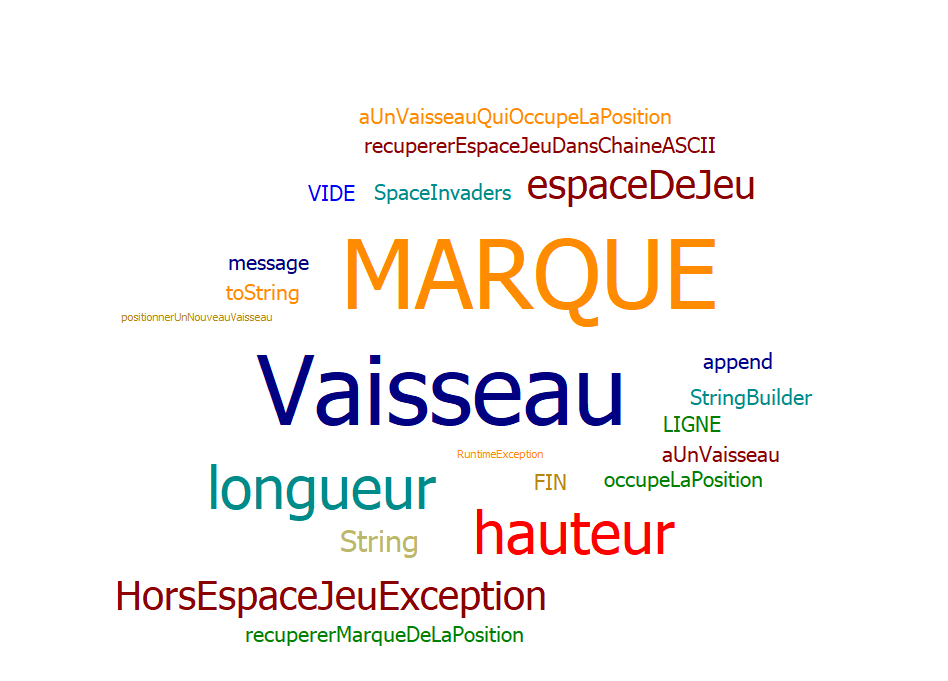 aUnVaisseauQuiOccupeLaPosition
recupererEspaceJeuDansChaineASCII
VIDE SpaceInvaders espaceDeJeu
message
MARQUE
toString
positionnerUnNouveauVaisseau
append
Vaisseau
StringBuilder
LIGNE
RuntimeException
aUnVaisseau
FIN
occupeLaPosition
longueur
String
hauteur
HorsEspaceJeuException
recupererMarqueDeLaPosition